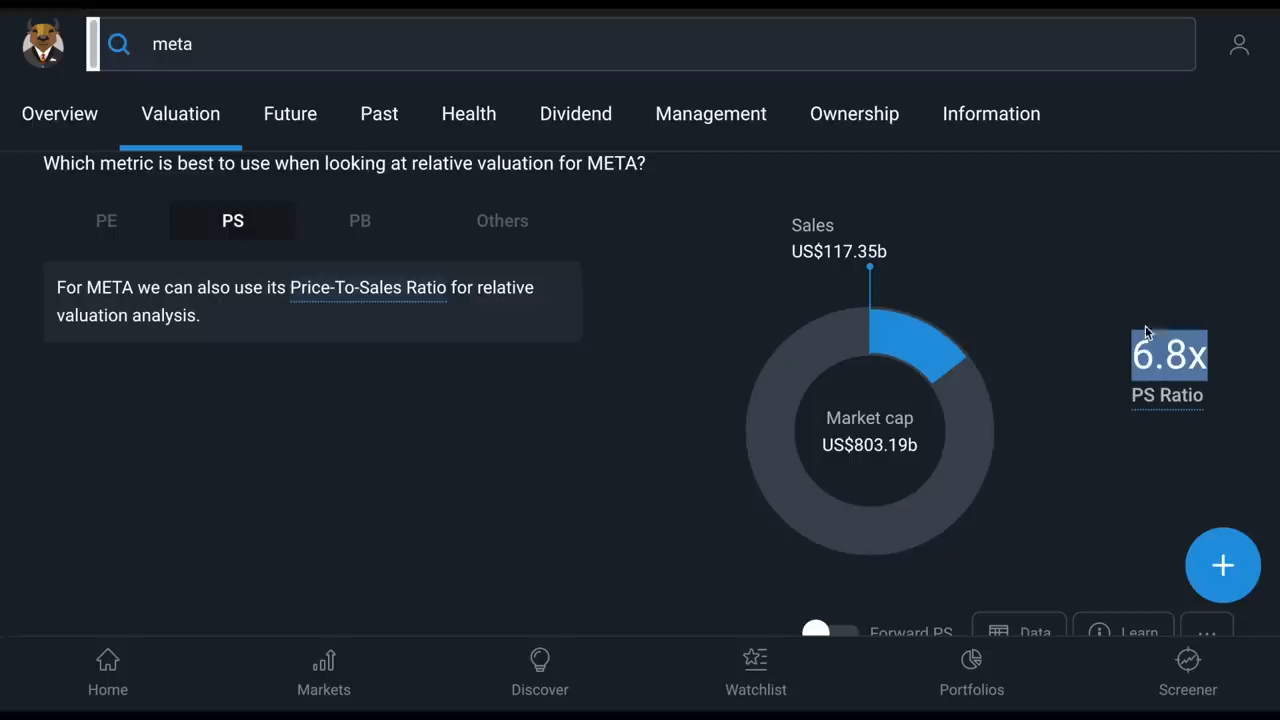 meta
Overview Valuation Future Past Health Dividend Management Ownership Information
Which metric is best to use when looking at relative valuation for META?
PE PS PB Others
For META we can also use its Price-To-Sales Ratio for relative
valuation analysis.
Sales
US$117.35b
Market cap
US$803.19b
6.8x
PS Ratio
Forward PS Data Learn ...
Home Markets Discover Watchlist Portfolios Screener